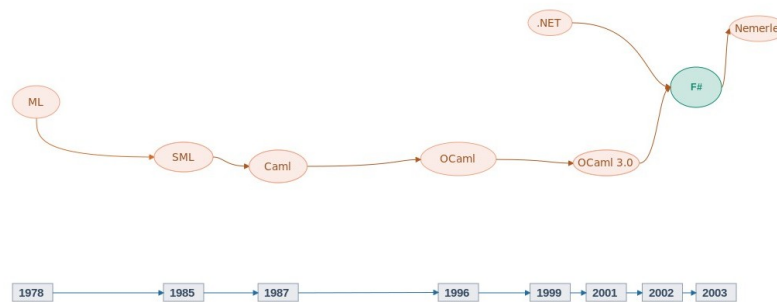 .NET
Nemerle
F#
ML
SML
Caml
OCaml
OCaml 3.0
1978
1985
1987
1996
1999
2001
2002
2003